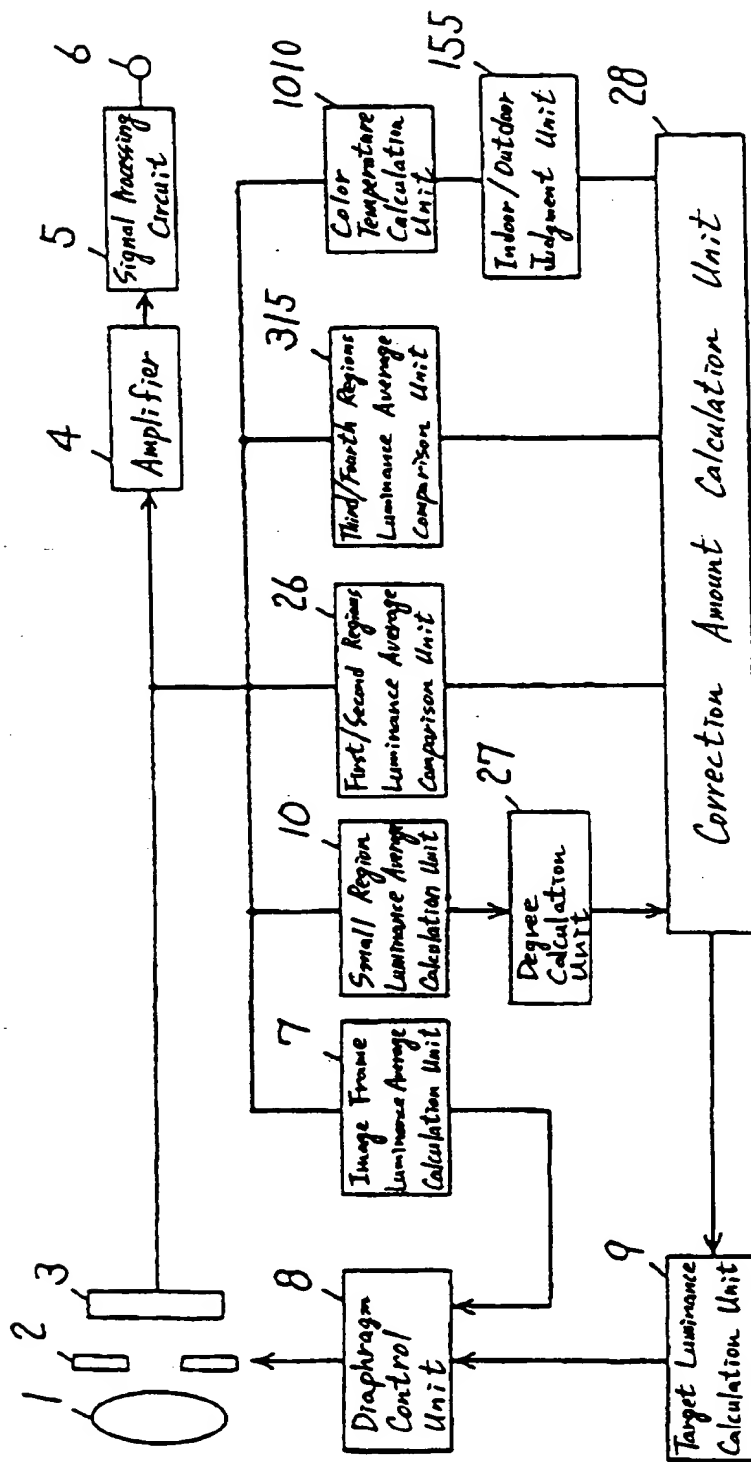 1
2
3
4
Amplifier
5
Signal Processing
Circuit
6
8
Diaphragm
Control
Unit
7
Image Frame
Luminance Average
Calculation Unit
10
Small Region
Luminance Average
Calculation Unit
26
First/Second Regions
Luminance Average
Comparison Unit
315
Third/Fourth Regions
Luminance Average
Comparison Unit
1010
Color
Temperature
Calculation
Unit
27
Degree
Calculation
Unit
155
Indoor/Outdoor
Judgment Unit
9
Target Luminance
Calculation Unit
28
Correction Amount Calculation Unit